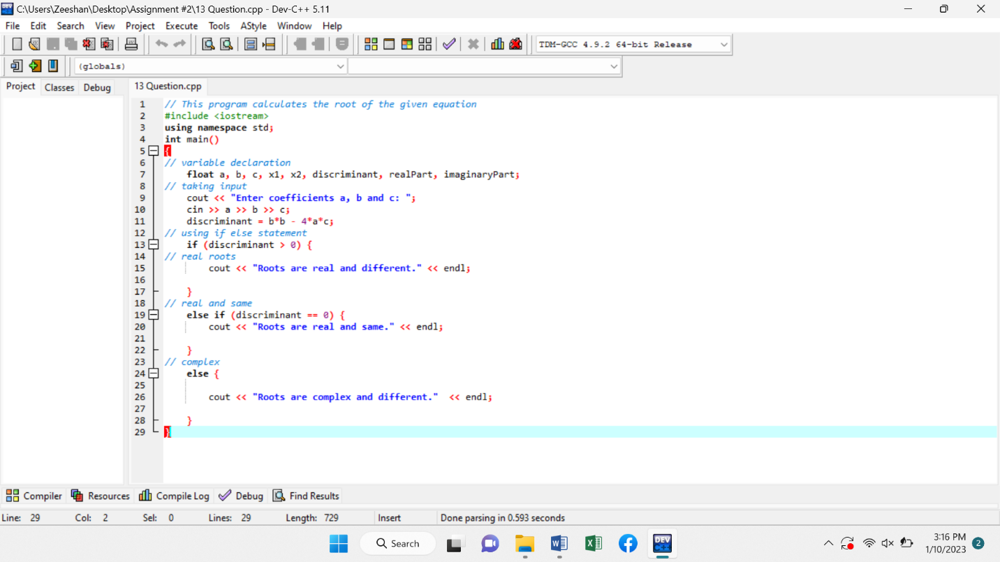 C:\Users\Zeeshan\Desktop\Assignment #2\13 Question.cpp - Dev-C++ 5.11
File Edit Search View Project Execute Tools AStyle Window Help
TDM-GCC 4.9.2 64-bit Release
(globals)
Project Classes Debug 13 Question.cpp
1 // This program calculates the root of the given equation
2 #include <iostream>
3 using namespace std;
4 int main()
5 {
6 // variable declaration
7 float a, b, c, x1, x2, discriminant, realPart, imaginaryPart;
8 // taking input
9 cout << "Enter coefficients a, b and c: ";
10 cin >> a >> b >> c;
11 discriminant = b*b - 4*a*c;
12 // using if else statement
13 if (discriminant > 0) {
14 // real roots
15 cout << "Roots are real and different." << endl;
16
17 }
18 // real and same
19 else if (discriminant == 0) {
20 cout << "Roots are real and same." << endl;
21
22 }
23 // complex
24 else {
25
26 cout << "Roots are complex and different."  << endl;
27
28 }
29 }
Compiler Resources Compile Log Debug Find Results
Line: 29 Col: 2 Sel: 0 Lines: 29 Length: 729 Insert Done parsing in 0.593 seconds
Search
DEV C++
3:16 PM
1/10/2023
2